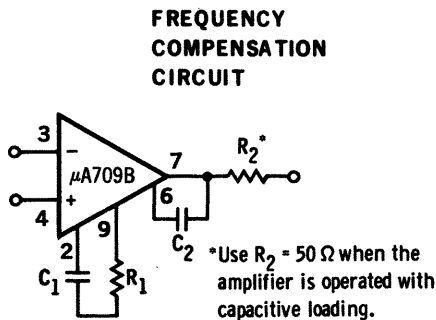 FREQUENCY
COMPENSATION
CIRCUIT
3
−
μA709B
4
+
7
6
R2*
2
9
C2
C1
R1
*Use R2 = 50 Ω when the
amplifier is operated with
capacitive loading.